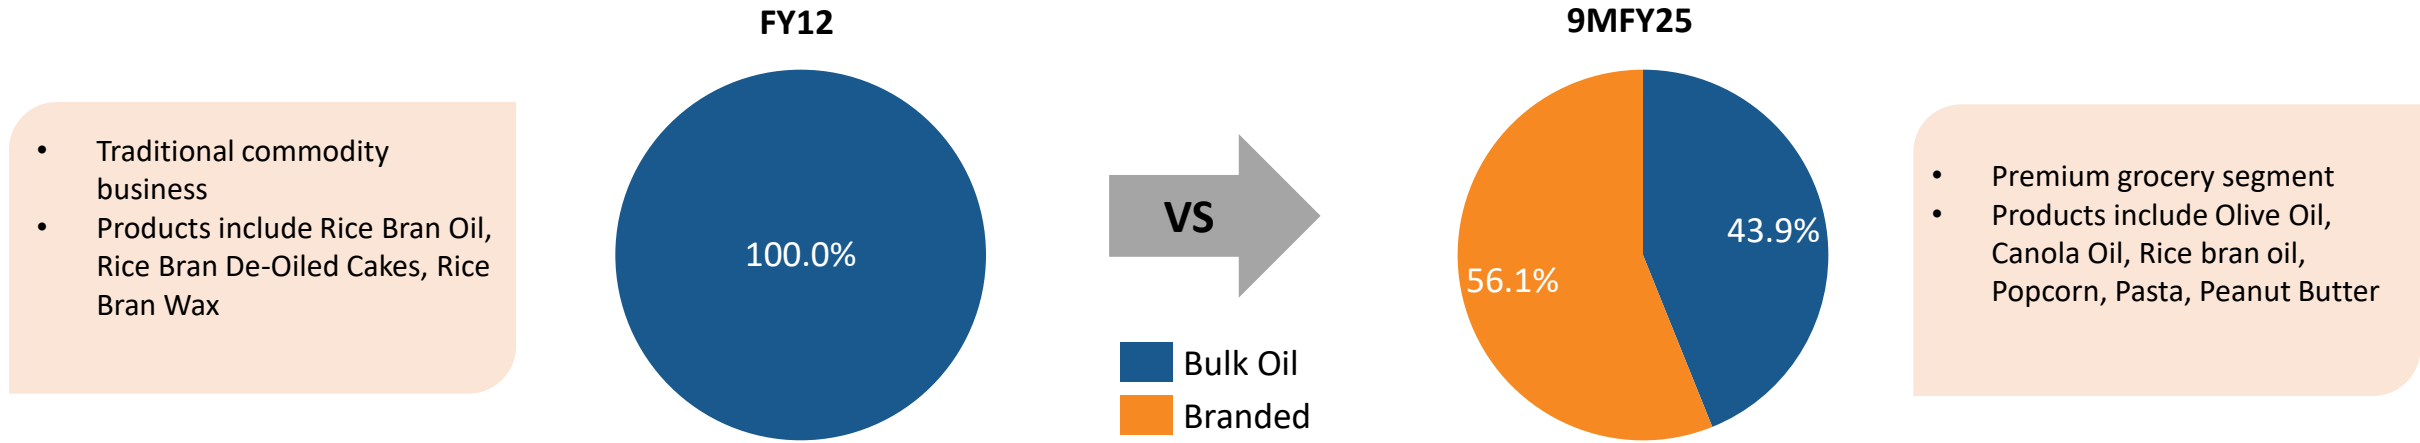 FY12
• Traditional commodity
business
• Products include Rice Bran Oil,
Rice Bran De-Oiled Cakes, Rice
Bran Wax
100.0%
VS
Bulk Oil
Branded
9MFY25
43.9%
56.1%
• Premium grocery segment
• Products include Olive Oil,
Canola Oil, Rice bran oil,
Popcorn, Pasta, Peanut Butter